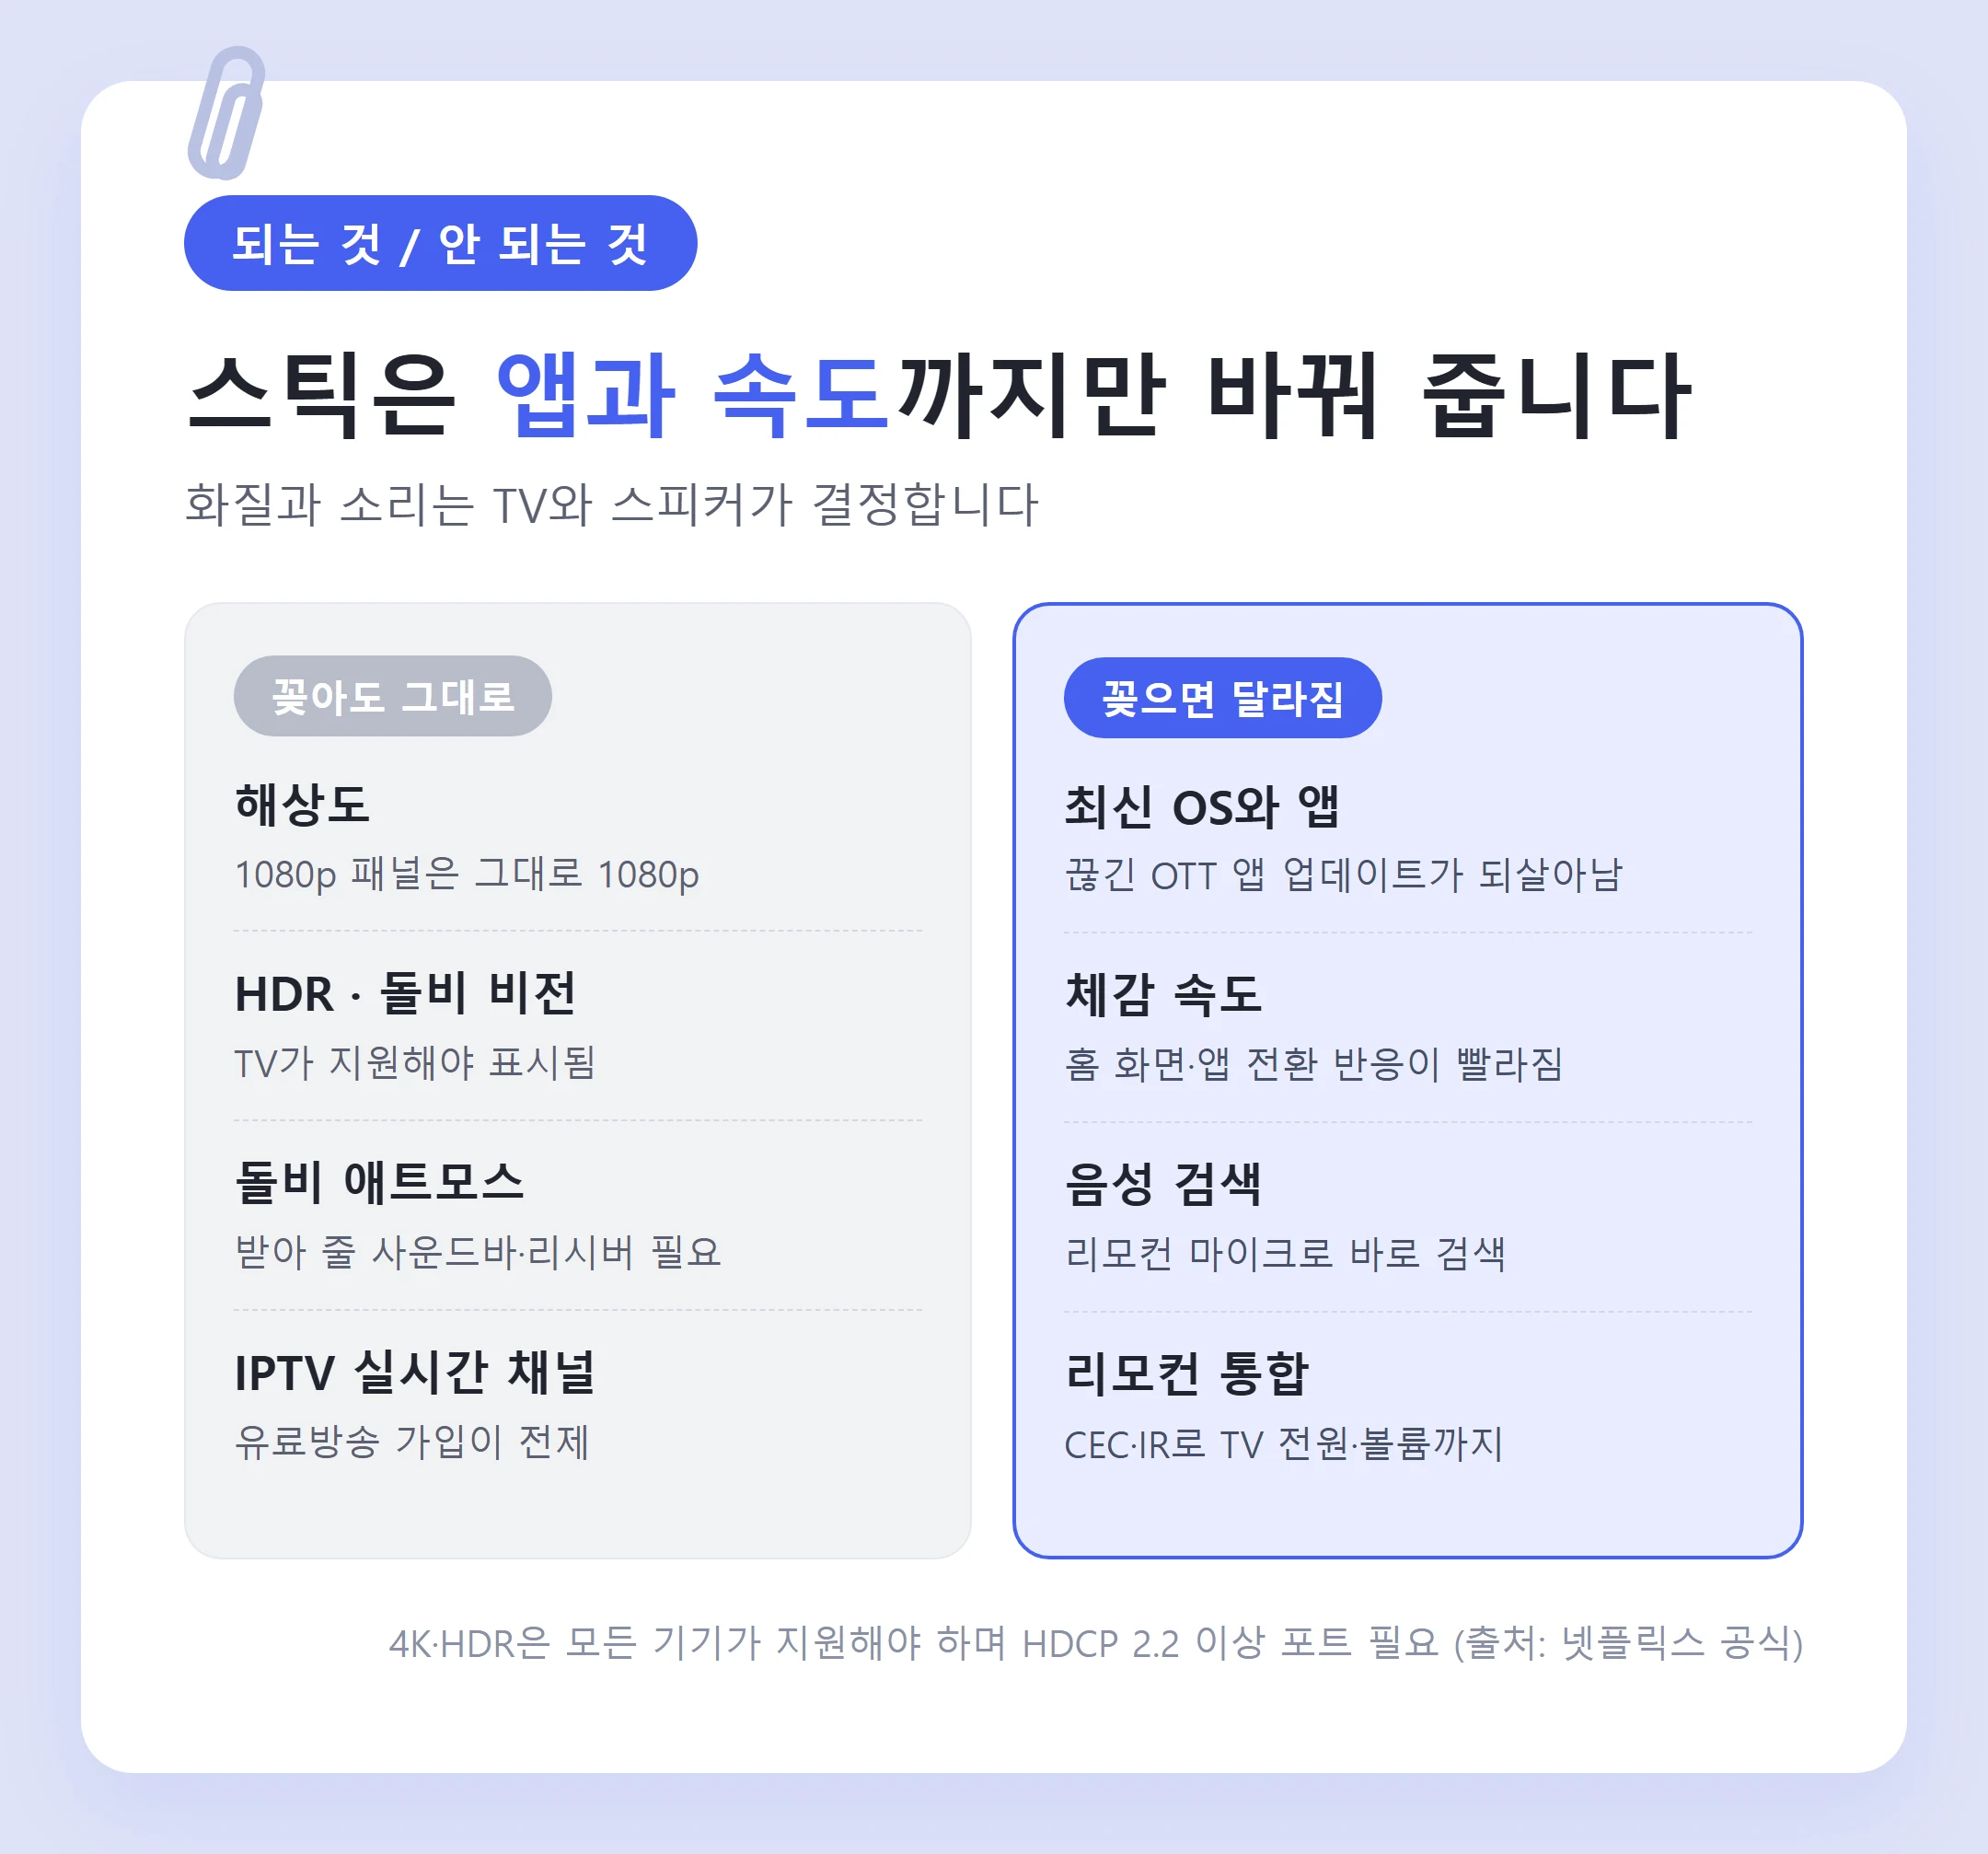 되는 것 / 안 되는 것
스틱은 앱과 속도까지만 바꿔 줍니다
화질과 소리는 TV와 스피커가 결정합니다
꽂아도 그대로
해상도
1080p 패널은 그대로 1080p
HDR · 돌비 비전
TV가 지원해야 표시됨
돌비 애트모스
받아 줄 사운드바·리시버 필요
IPTV 실시간 채널
유료방송 가입이 전제
꽂으면 달라짐
최신 OS와 앱
끊긴 OTT 앱 업데이트가 되살아남
체감 속도
홈 화면·앱 전환 반응이 빨라짐
음성 검색
리모컨 마이크로 바로 검색
리모컨 통합
CEC·IR로 TV 전원·볼륨까지
4K·HDR은 모든 기기가 지원해야 하며 HDCP 2.2 이상 포트 필요 (출처: 넷플릭스 공식)